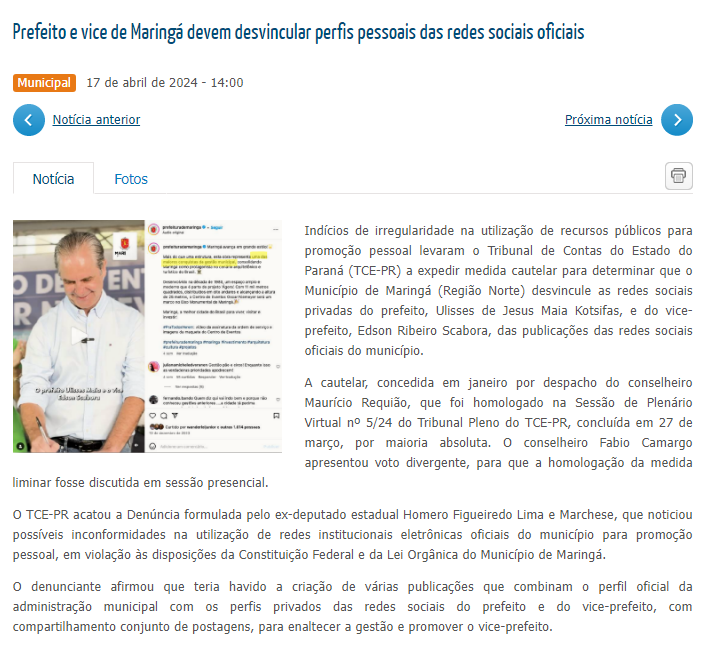 Prefeito e vice de Maringá devem desvincular perfis pessoais das redes sociais oficiais
Municipal 17 de abril de 2024 - 14:00
Notícia anterior
Próxima notícia
Notícia
Fotos
O prefeito Ulisses Maia e o vice
Edson Scabora
prefeiturademaringa
Indícios de irregularidade na utilização de recursos públicos para
promoção pessoal levaram o Tribunal de Contas do Estado do
Paraná (TCE-PR) a expedir medida cautelar para determinar que o
Município de Maringá (Região Norte) desvincule as redes sociais
privadas do prefeito, Ulisses de Jesus Maia Kotsifas, e do vice-
prefeito, Edson Ribeiro Scabora, das publicações das redes sociais
oficiais do município.
A cautelar, concedida em janeiro por despacho do conselheiro
Maurício Requião, que foi homologado na Sessão de Plenário
Virtual nº 5/24 do Tribunal Pleno do TCE-PR, concluída em 27 de
março, por maioria absoluta. O conselheiro Fabio Camargo
apresentou voto divergente, para que a homologação da medida
liminar fosse discutida em sessão presencial.
O TCE-PR acatou a Denúncia formulada pelo ex-deputado estadual Homero Figueiredo Lima e Marchese, que noticiou
possíveis inconformidades na utilização de redes institucionais eletrônicas oficiais do município para promoção
pessoal, em violação às disposições da Constituição Federal e da Lei Orgânica do Município de Maringá.
O denunciante afirmou que teria havido a criação de várias publicações que combinam o perfil oficial da
administração municipal com os perfis privados das redes sociais do prefeito e do vice-prefeito, com
compartilhamento conjunto de postagens, para enaltecer a gestão e promover o vice-prefeito.